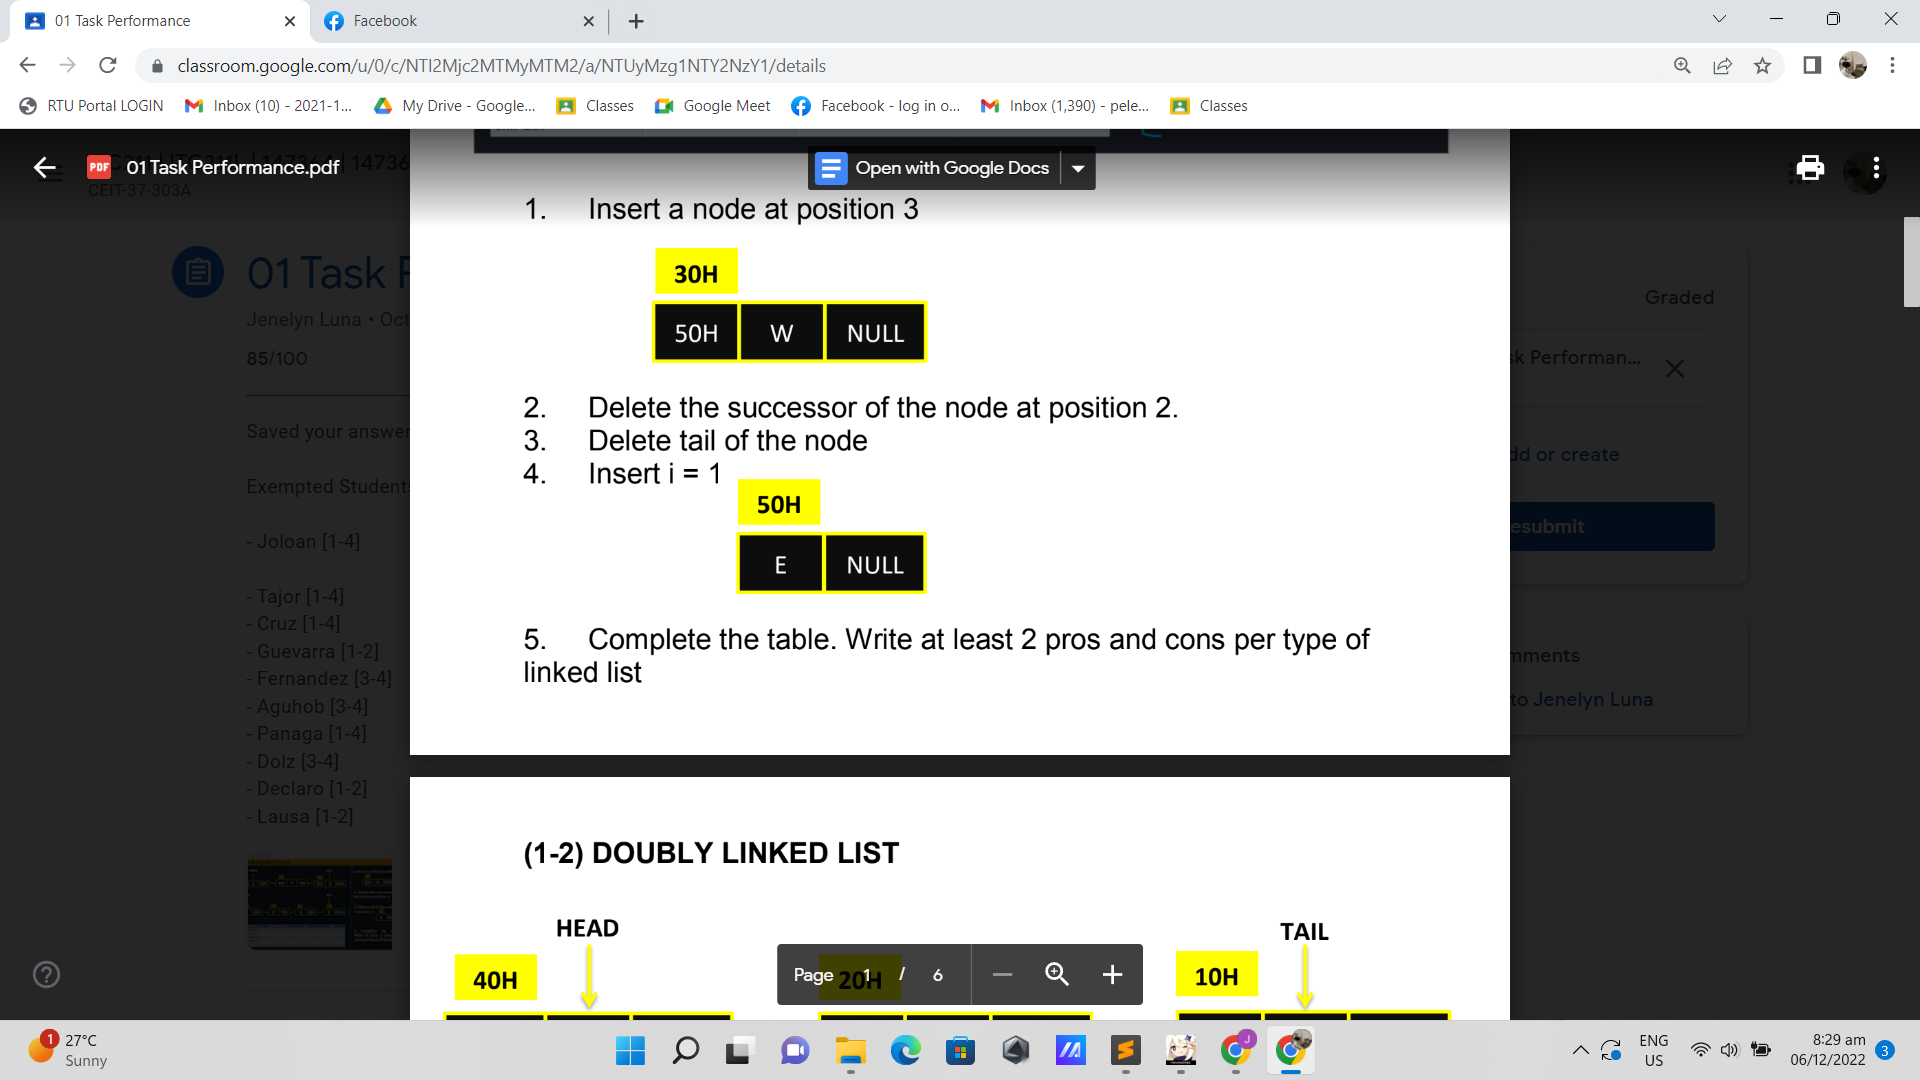 01 Task Performance
Facebook
classroom.google.com/u/0/c/NTI2Mjc2MTMyMTM2/a/NTUyMzg1NTY2NzY1/details
RTU Portal LOGIN
Inbox (10) - 2021-1...
My Drive - Google...
Classes
Google Meet
Facebook - log in o...
Inbox (1,390) - pele...
Classes
PDF
01 Task Performance.pdf
CEIT-37-303A
Open with Google Docs
01 Task P
Jenelyn Luna • Oct
85/100
Saved your answer
Exempted Students
- Joloan [1-4]
- Tajor [1-4]
- Cruz [1-4]
- Guevarra [1-2]
- Fernandez [3-4]
- Aguhob [3-4]
- Panaga [1-4]
- Dolz [3-4]
- Declaro [1-2]
- Lausa [1-2]
1. Insert a node at position 3
30H
50H W NULL
2. Delete the successor of the node at position 2.
3. Delete tail of the node
4. Insert i = 1
50H
E NULL
5. Complete the table. Write at least 2 pros and cons per type of
linked list
(1-2) DOUBLY LINKED LIST
HEAD
TAIL
40H
20H
10H
Page 1 / 6
Graded
sk Performan...
dd or create
esubmit
mments
to Jenelyn Luna
1
27°C
Sunny
ENG
US
8:29 am
06/12/2022
3